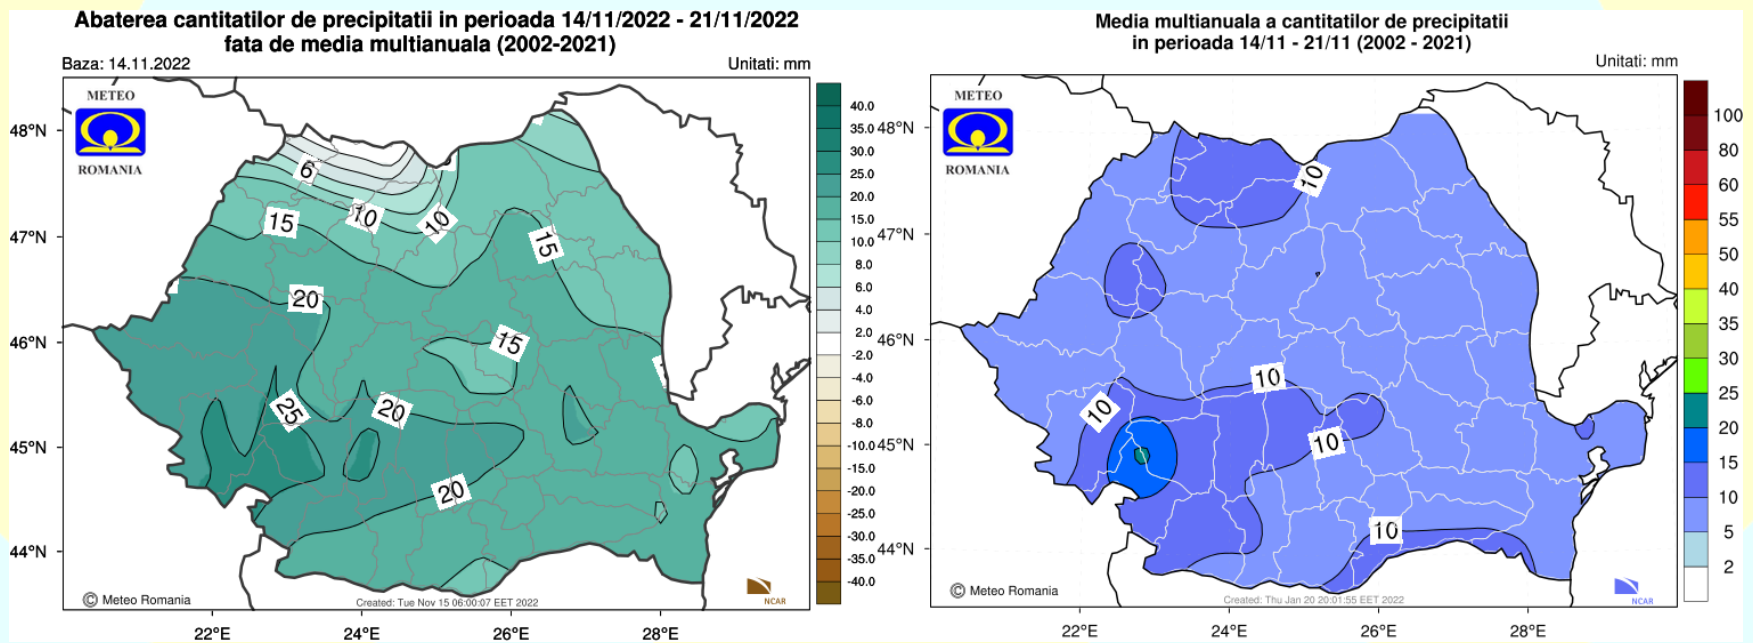 Abaterea cantitatilor de precipitatii in perioada 14/11/2022 - 21/11/2022
fata de media multianuala (2002-2021)
Baza: 14.11.2022
Unitati: mm
METEO
ROMANIA
48°N
47°N
46°N
45°N
44°N
6
15
10
10
15
20
15
25
20
20
40.0
35.0
30.0
25.0
20.0
15.0
10.0
8.0
6.0
4.0
2.0
-2.0
-4.0
-6.0
-8.0
-10.0
-15.0
-20.0
-25.0
-30.0
-35.0
-40.0
© Meteo Romania
Created: Tue Nov 15 06:00:07 EET 2022
NCAR
22°E
24°E
26°E
28°E
Media multianuala a cantitatilor de precipitatii
in perioada 14/11 - 21/11 (2002 - 2021)
Unitati: mm
METEO
ROMANIA
48°N
47°N
46°N
45°N
44°N
10
10
10
10
10
100
80
60
55
50
40
35
30
25
20
15
10
5
2
© Meteo Romania
Created: Thu Jan 20 20:01:55 EET 2022
NCAR
22°E
24°E
26°E
28°E